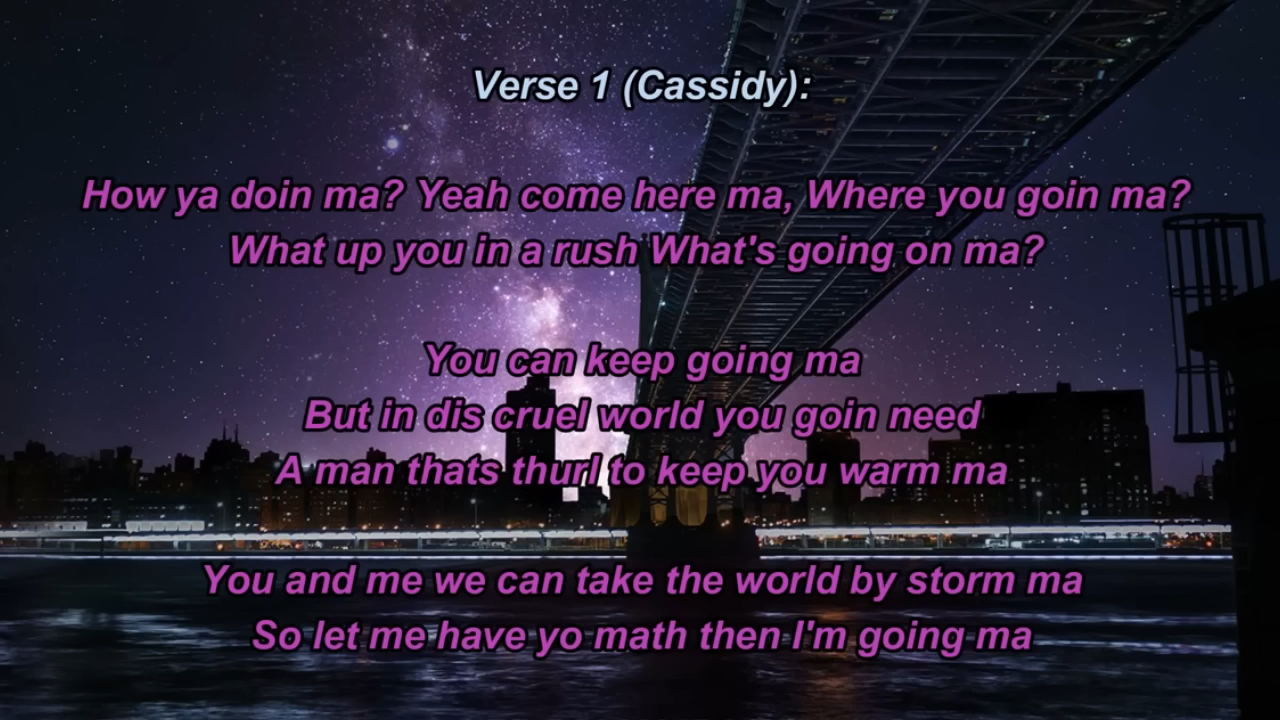 Verse 1 (Cassidy):
How ya doin ma? Yeah come here ma, Where you goin ma?
What up you in a rush What's going on ma?
You can keep going ma
But in dis cruel world you goin need
A man thats thurl to keep you warm ma
You and me we can take the world by storm ma
So let me have yo math then I'm going ma